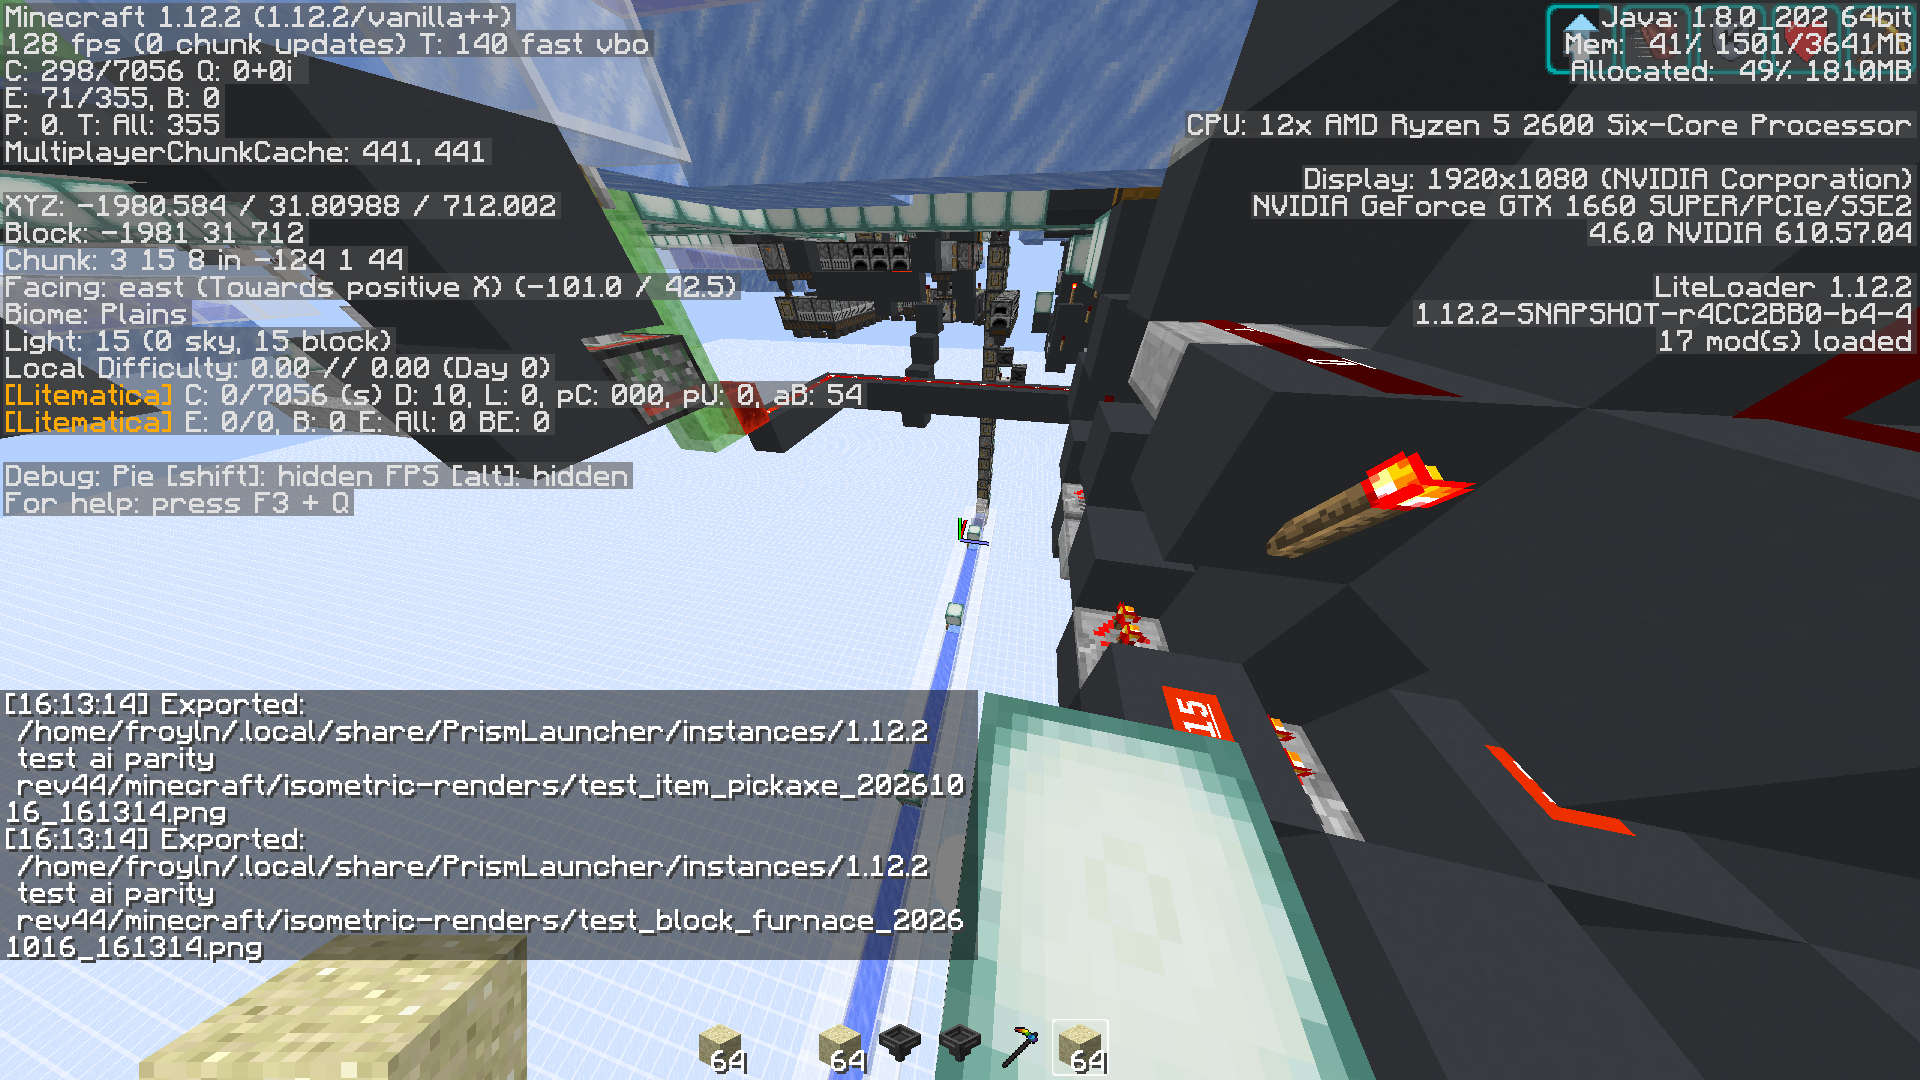 Minecraft 1.12.2 (1.12.2/vanilla++)
128 fps (0 chunk updates) T: 140 fast vbo
C: 298/7056 Q: 0+0i
E: 71/355, B: 0
P: 0. T: All: 355
MultiplayerChunkCache: 441, 441
XYZ: -1980.584 / 31.80988 / 712.002
Block: -1981 31 712
Chunk: 3 15 8 in -124 1 44
Facing: east (Towards positive X) (-101.0 / 42.5)
Biome: Plains
Light: 15 (0 sky, 15 block)
Local Difficulty: 0.00 // 0.00 (Day 0)
[Litematica] C: 0/7056 (s) D: 10, L: 0, pC: 000, pU: 0, aB: 54
[Litematica] E: 0/0, B: 0 E: All: 0 BE: 0
Debug: Pie [shift]: hidden FPS [alt]: hidden
For help: press F3 + Q
Java: 1.8.0_202 64bit
Mem: 41% 1501/3641MB
Allocated: 49% 1810MB
CPU: 12x AMD Ryzen 5 2600 Six-Core Processor
Display: 1920x1080 (NVIDIA Corporation)
NVIDIA GeForce GTX 1660 SUPER/PCIe/SSE2
4.6.0 NVIDIA 610.57.04
LiteLoader 1.12.2
1.12.2-SNAPSHOT-r4CC2BB0-b4-4
17 mod(s) loaded
15
[16:13:14] Exported:
/home/froyln/.local/share/PrismLauncher/instances/1.12.2
test ai parity
rev44/minecraft/isometric-renders/test_item_pickaxe_202610
16_161314.png
[16:13:14] Exported:
/home/froyln/.local/share/PrismLauncher/instances/1.12.2
test ai parity
rev44/minecraft/isometric-renders/test_block_furnace_2026
1016_161314.png
64
64
64